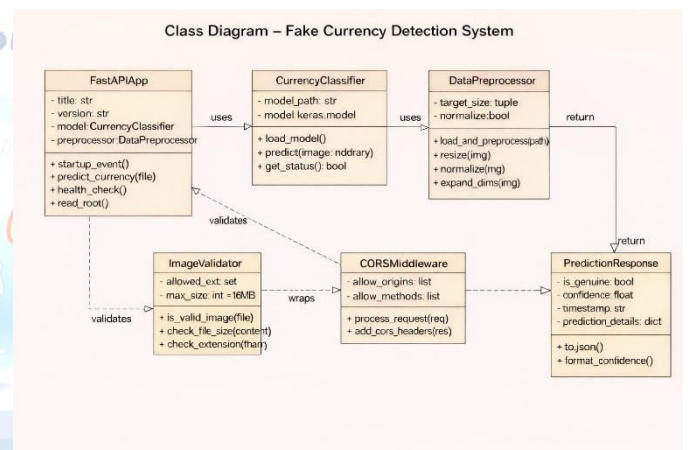 Class Diagram – Fake Currency Detection System
FastAPIApp
- title: str
- version: str
- model:CurrencyClassifier
- preprocessor:DataPreprocessor
+ startup_event()
+ predict_currency(file)
+ health_check()
+ read_root()
uses
CurrencyClassifier
- model_path: str
- model:keras.model
+ load_model()
+ predict(image: nddrary)
+ get_status(): bool
uses
DataPreprocessor
- target_size: tuple
- normalize:bool
+ load_and_preprocess(path)
+ resize(img)
+ normalize(mg)
+ expand_dims(img)
return
validates
return
ImageValidator
- allowed_ext: set
- max_size: int =16MB
+ is_valid_image(file)
+ check_file_size(content)
+ check_extension(fnam)
validates
wraps
CORSMiddleware
- allow_origins: list
- allow_methods: list
+ process_request(req)
+ add_cors_headers(res)
PredictionResponse
- is_genuine: bool
- confidence: float
- timestamp: str
- prediction_details: dict
+ to.json()
+ format_confidence()